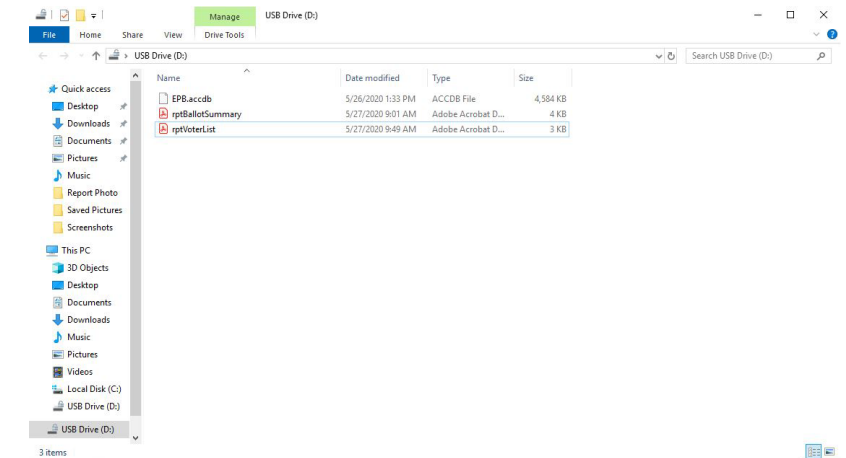 Manage USB Drive (D:)
File Home Share View Drive Tools
USB Drive (D:) Search USB Drive (D:)
Name Date modified Type Size
EPB.accdb 5/26/2020 1:33 PM ACCDB File 4,584 KB
rptBallotSummary 5/27/2020 9:01 AM Adobe Acrobat D... 4 KB
rptVoterList 5/27/2020 9:49 AM Adobe Acrobat D... 3 KB
Quick access
Desktop
Downloads
Documents
Pictures
Music
Report Photo
Saved Pictures
Screenshots
This PC
3D Objects
Desktop
Documents
Downloads
Music
Pictures
Videos
Local Disk (C:)
USB Drive (D:)
USB Drive (D:)
3 items